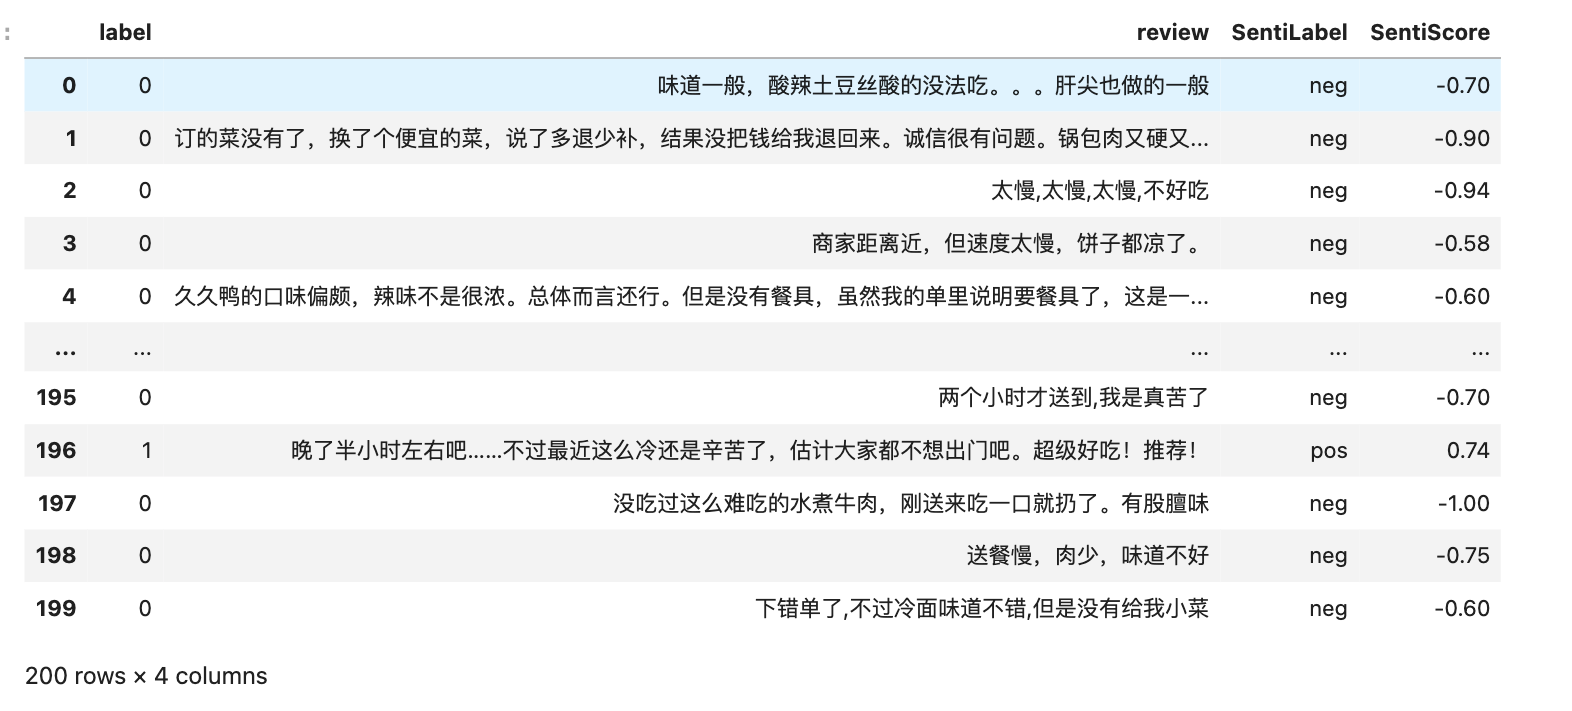 :
label review SentiLabel SentiScore
0 0 味道一般，酸辣土豆丝酸的没法吃。。。肝尖也做的一般 neg -0.70
1 0 订的菜没有了，换了个便宜的菜，说了多退少补，结果没把钱给我退回来。诚信很有问题。锅包肉又硬又... neg -0.90
2 0 太慢,太慢,太慢,不好吃 neg -0.94
3 0 商家距离近，但速度太慢，饼子都凉了。 neg -0.58
4 0 久久鸭的口味偏颇，辣味不是很浓。总体而言还行。但是没有餐具，虽然我的单里说明要餐具了，这是一... neg -0.60
... ... ... ... ...
195 0 两个小时才送到,我是真苦了 neg -0.70
196 1 晚了半小时左右吧……不过最近这么冷还是辛苦了，估计大家都不想出门吧。超级好吃！推荐！ pos 0.74
197 0 没吃过这么难吃的水煮牛肉，刚送来吃一口就扔了。有股膻味 neg -1.00
198 0 送餐慢，肉少，味道不好 neg -0.75
199 0 下错单了,不过冷面味道不错,但是没有给我小菜 neg -0.60
200 rows × 4 columns